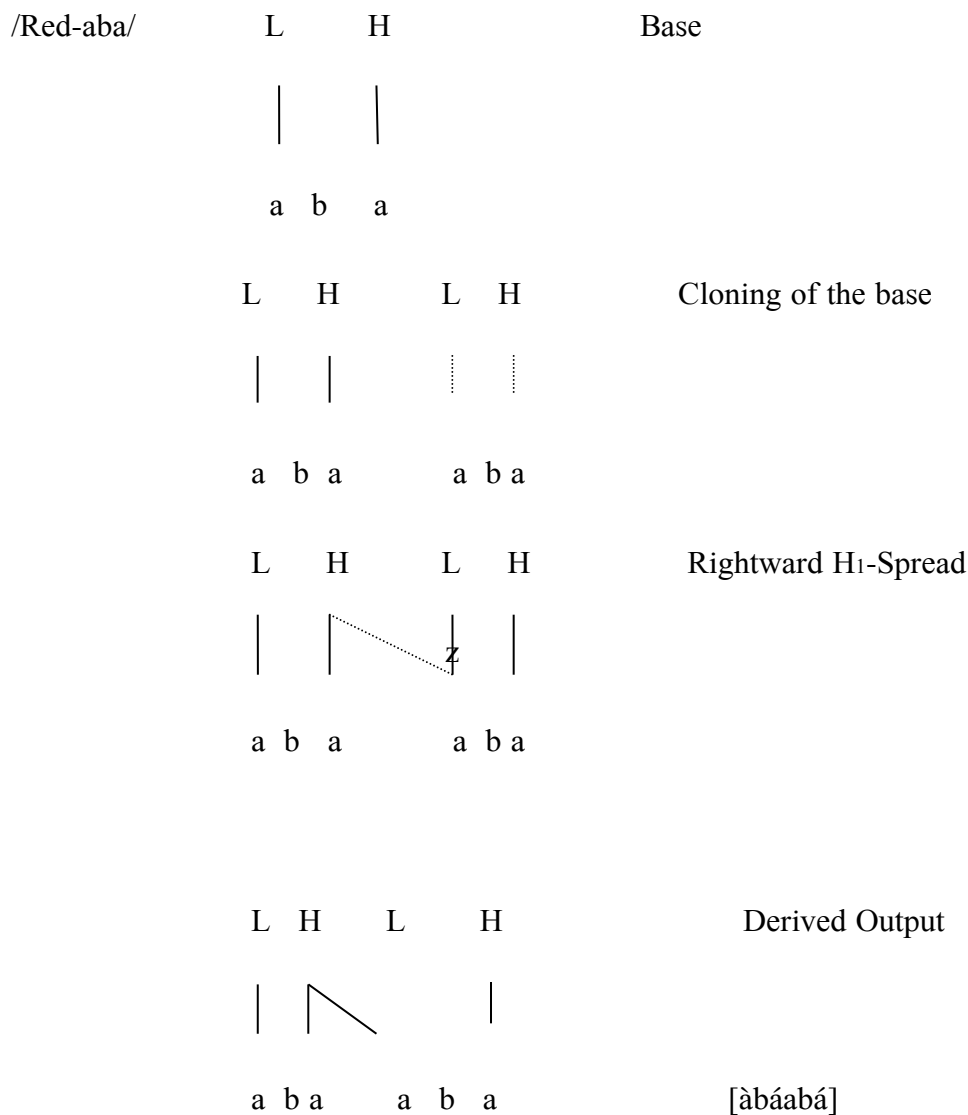 /Red-aba/ L H Base
a b a
L H L H Cloning of the base
a b a a b a
L H L H Rightward H₁-Spread
z
a b a a b a
L H L H Derived Output
a b a a b a [àbáabá]